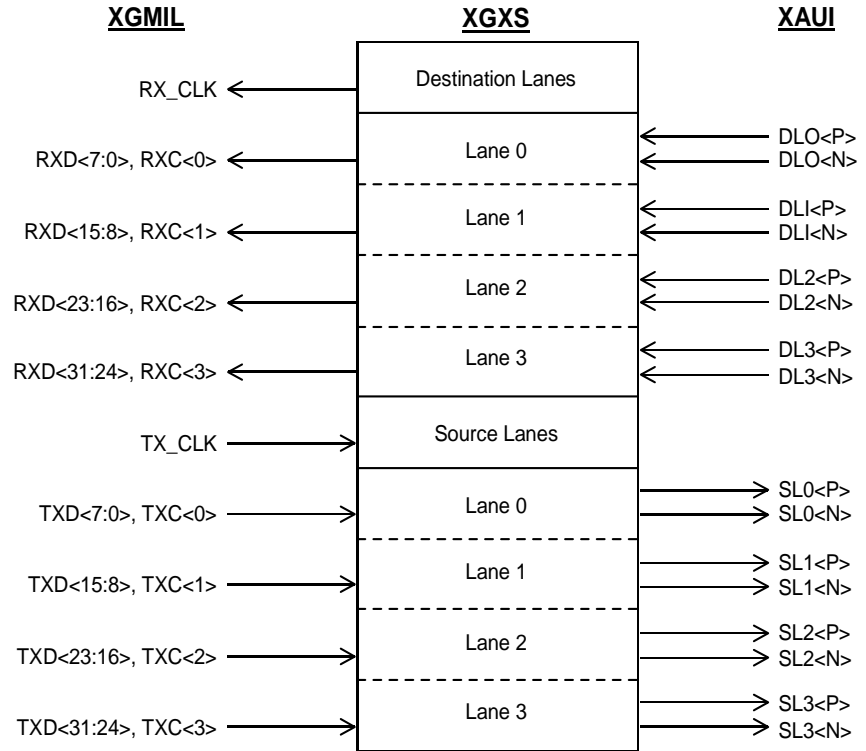 XGMIL XGXS XAUI
Destination Lanes
RX_CLK
Lane 0
DLO<P>
RXD<7:0>, RXC<0>
DLO<N>
Lane 1
DLI<P>
RXD<15:8>, RXC<1>
DLI<N>
Lane 2
DL2<P>
RXD<23:16>, RXC<2>
DL2<N>
Lane 3
DL3<P>
RXD<31:24>, RXC<3>
DL3<N>
Source Lanes
TX_CLK
Lane 0
SL0<P>
TXD<7:0>, TXC<0>
SL0<N>
Lane 1
SL1<P>
TXD<15:8>, TXC<1>
SL1<N>
Lane 2
SL2<P>
TXD<23:16>, TXC<2>
SL2<N>
Lane 3
SL3<P>
TXD<31:24>, TXC<3>
SL3<N>